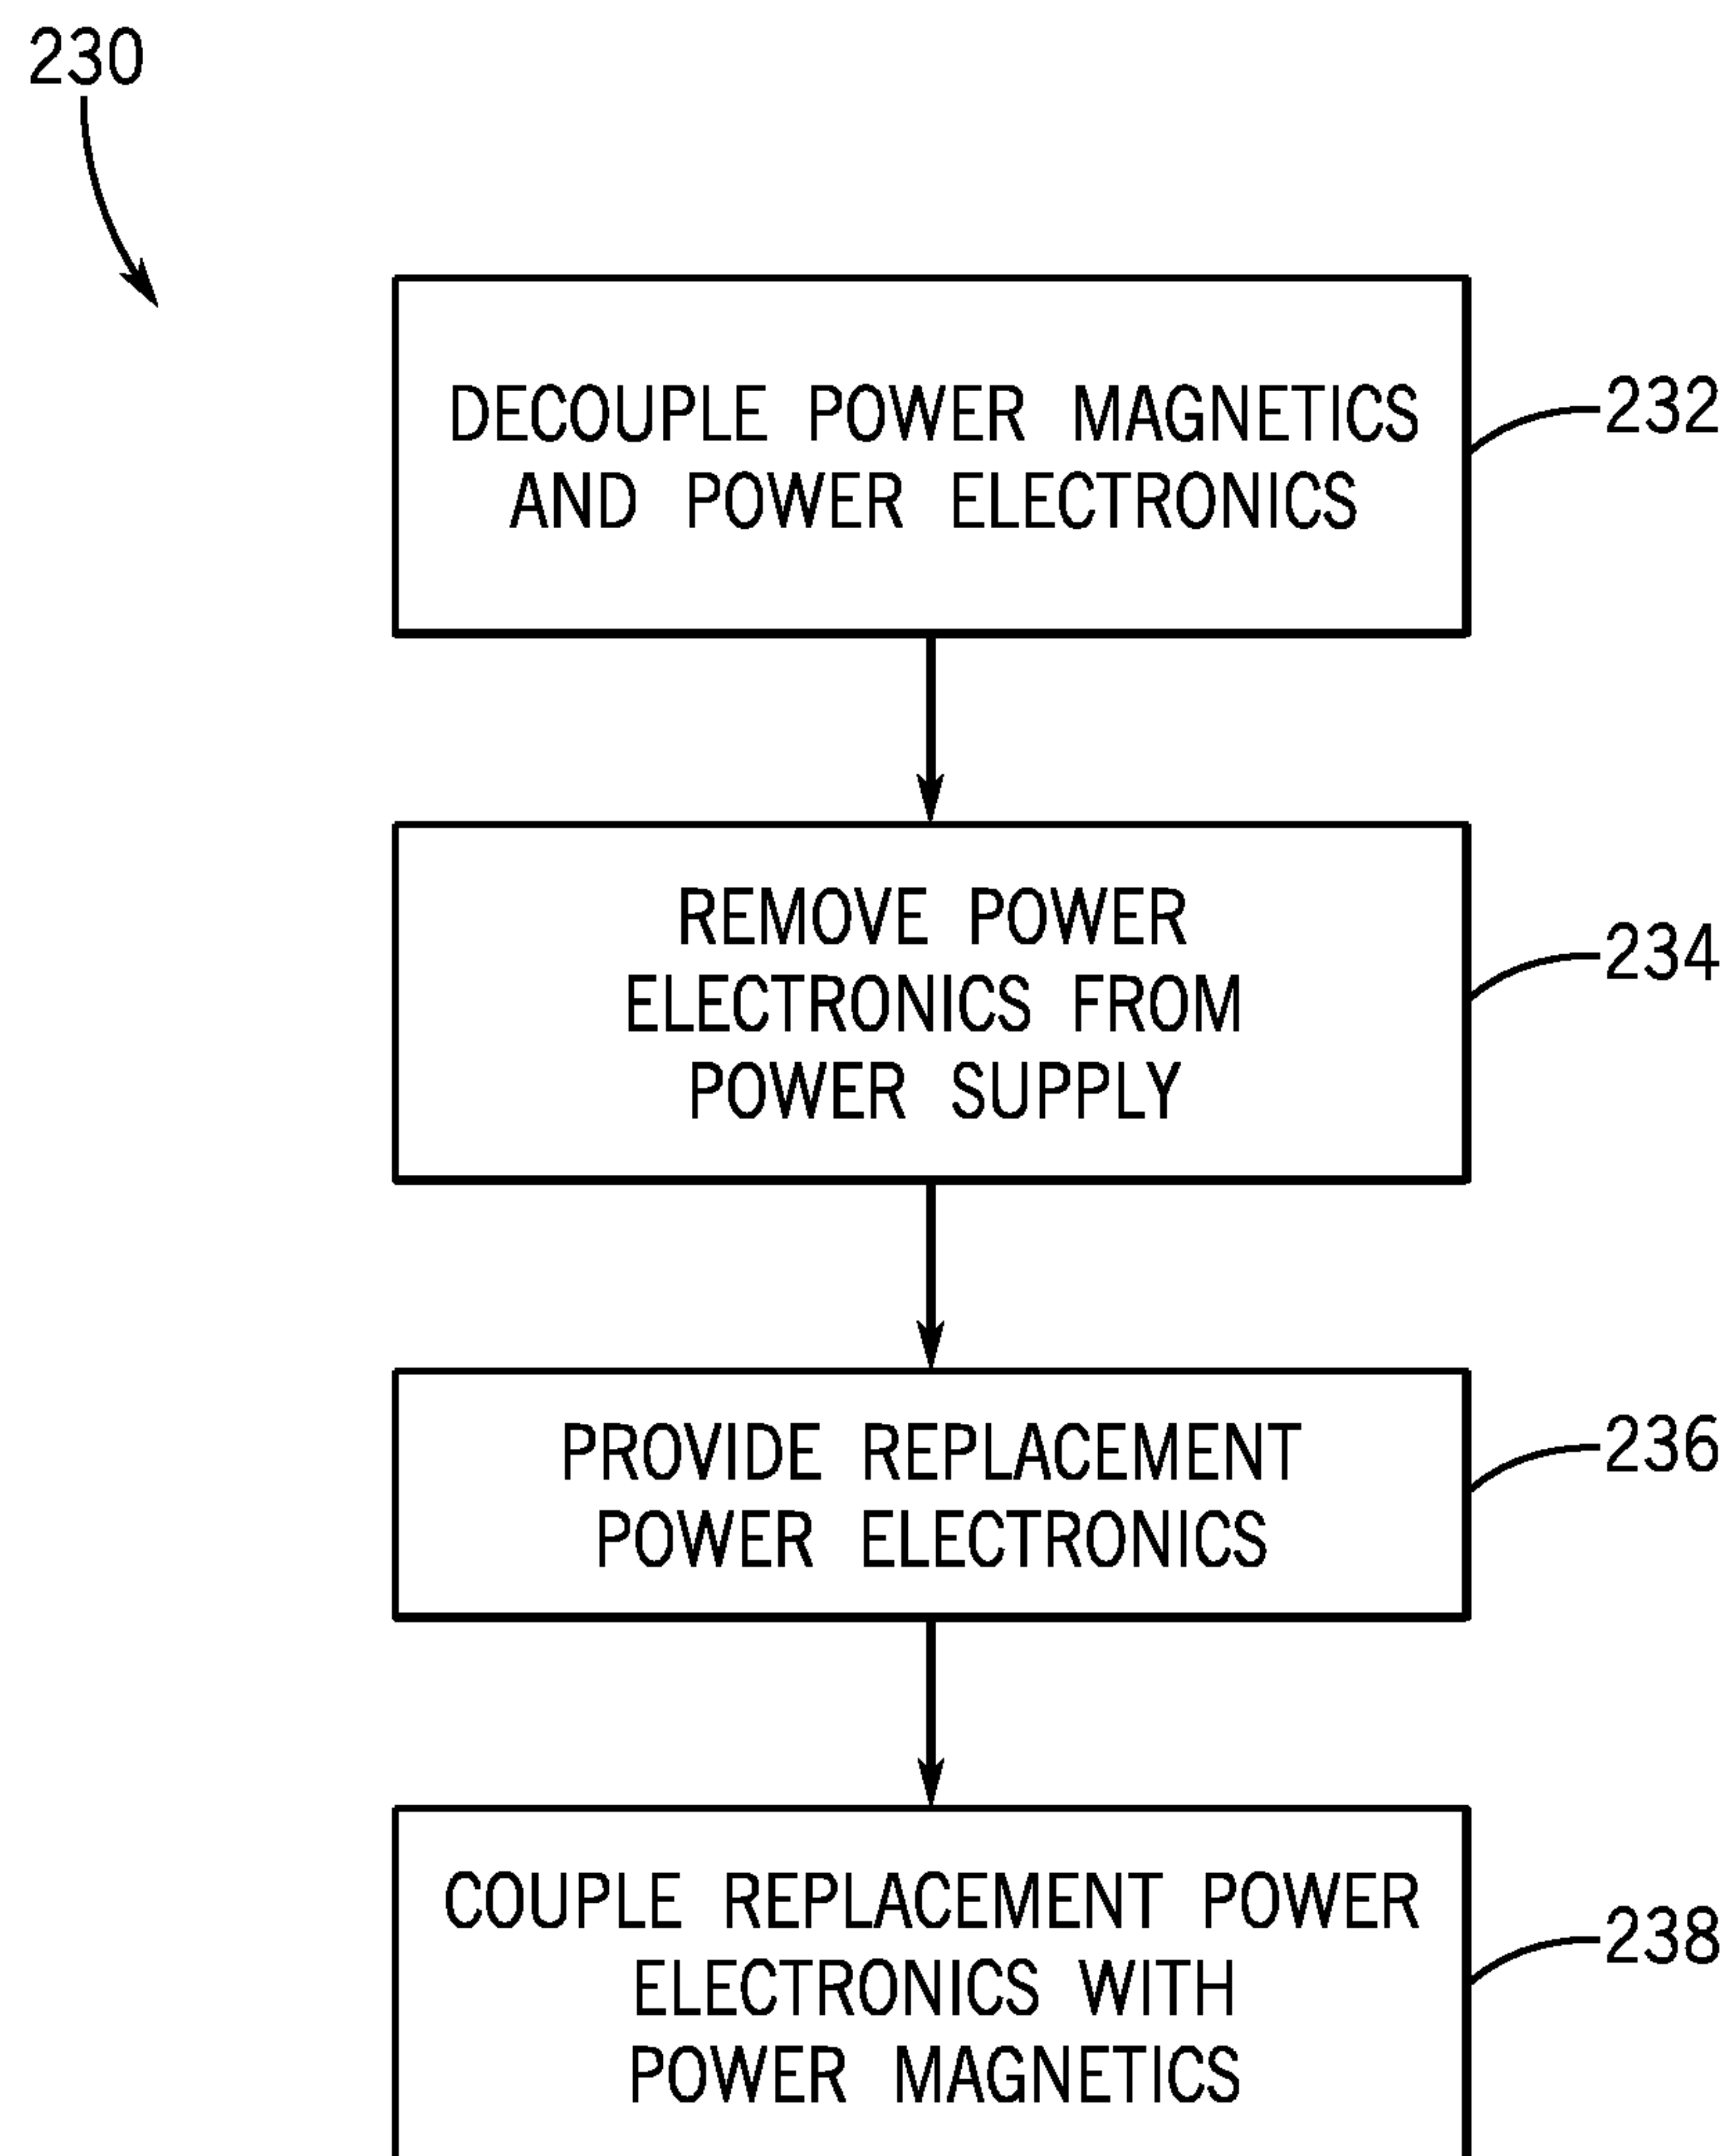 230
DECOUPLE POWER MAGNETICS
AND POWER ELECTRONICS
232
REMOVE POWER
ELECTRONICS FROM
POWER SUPPLY
234
PROVIDE REPLACEMENT
POWER ELECTRONICS
236
COUPLE REPLACEMENT POWER
ELECTRONICS WITH
POWER MAGNETICS
238